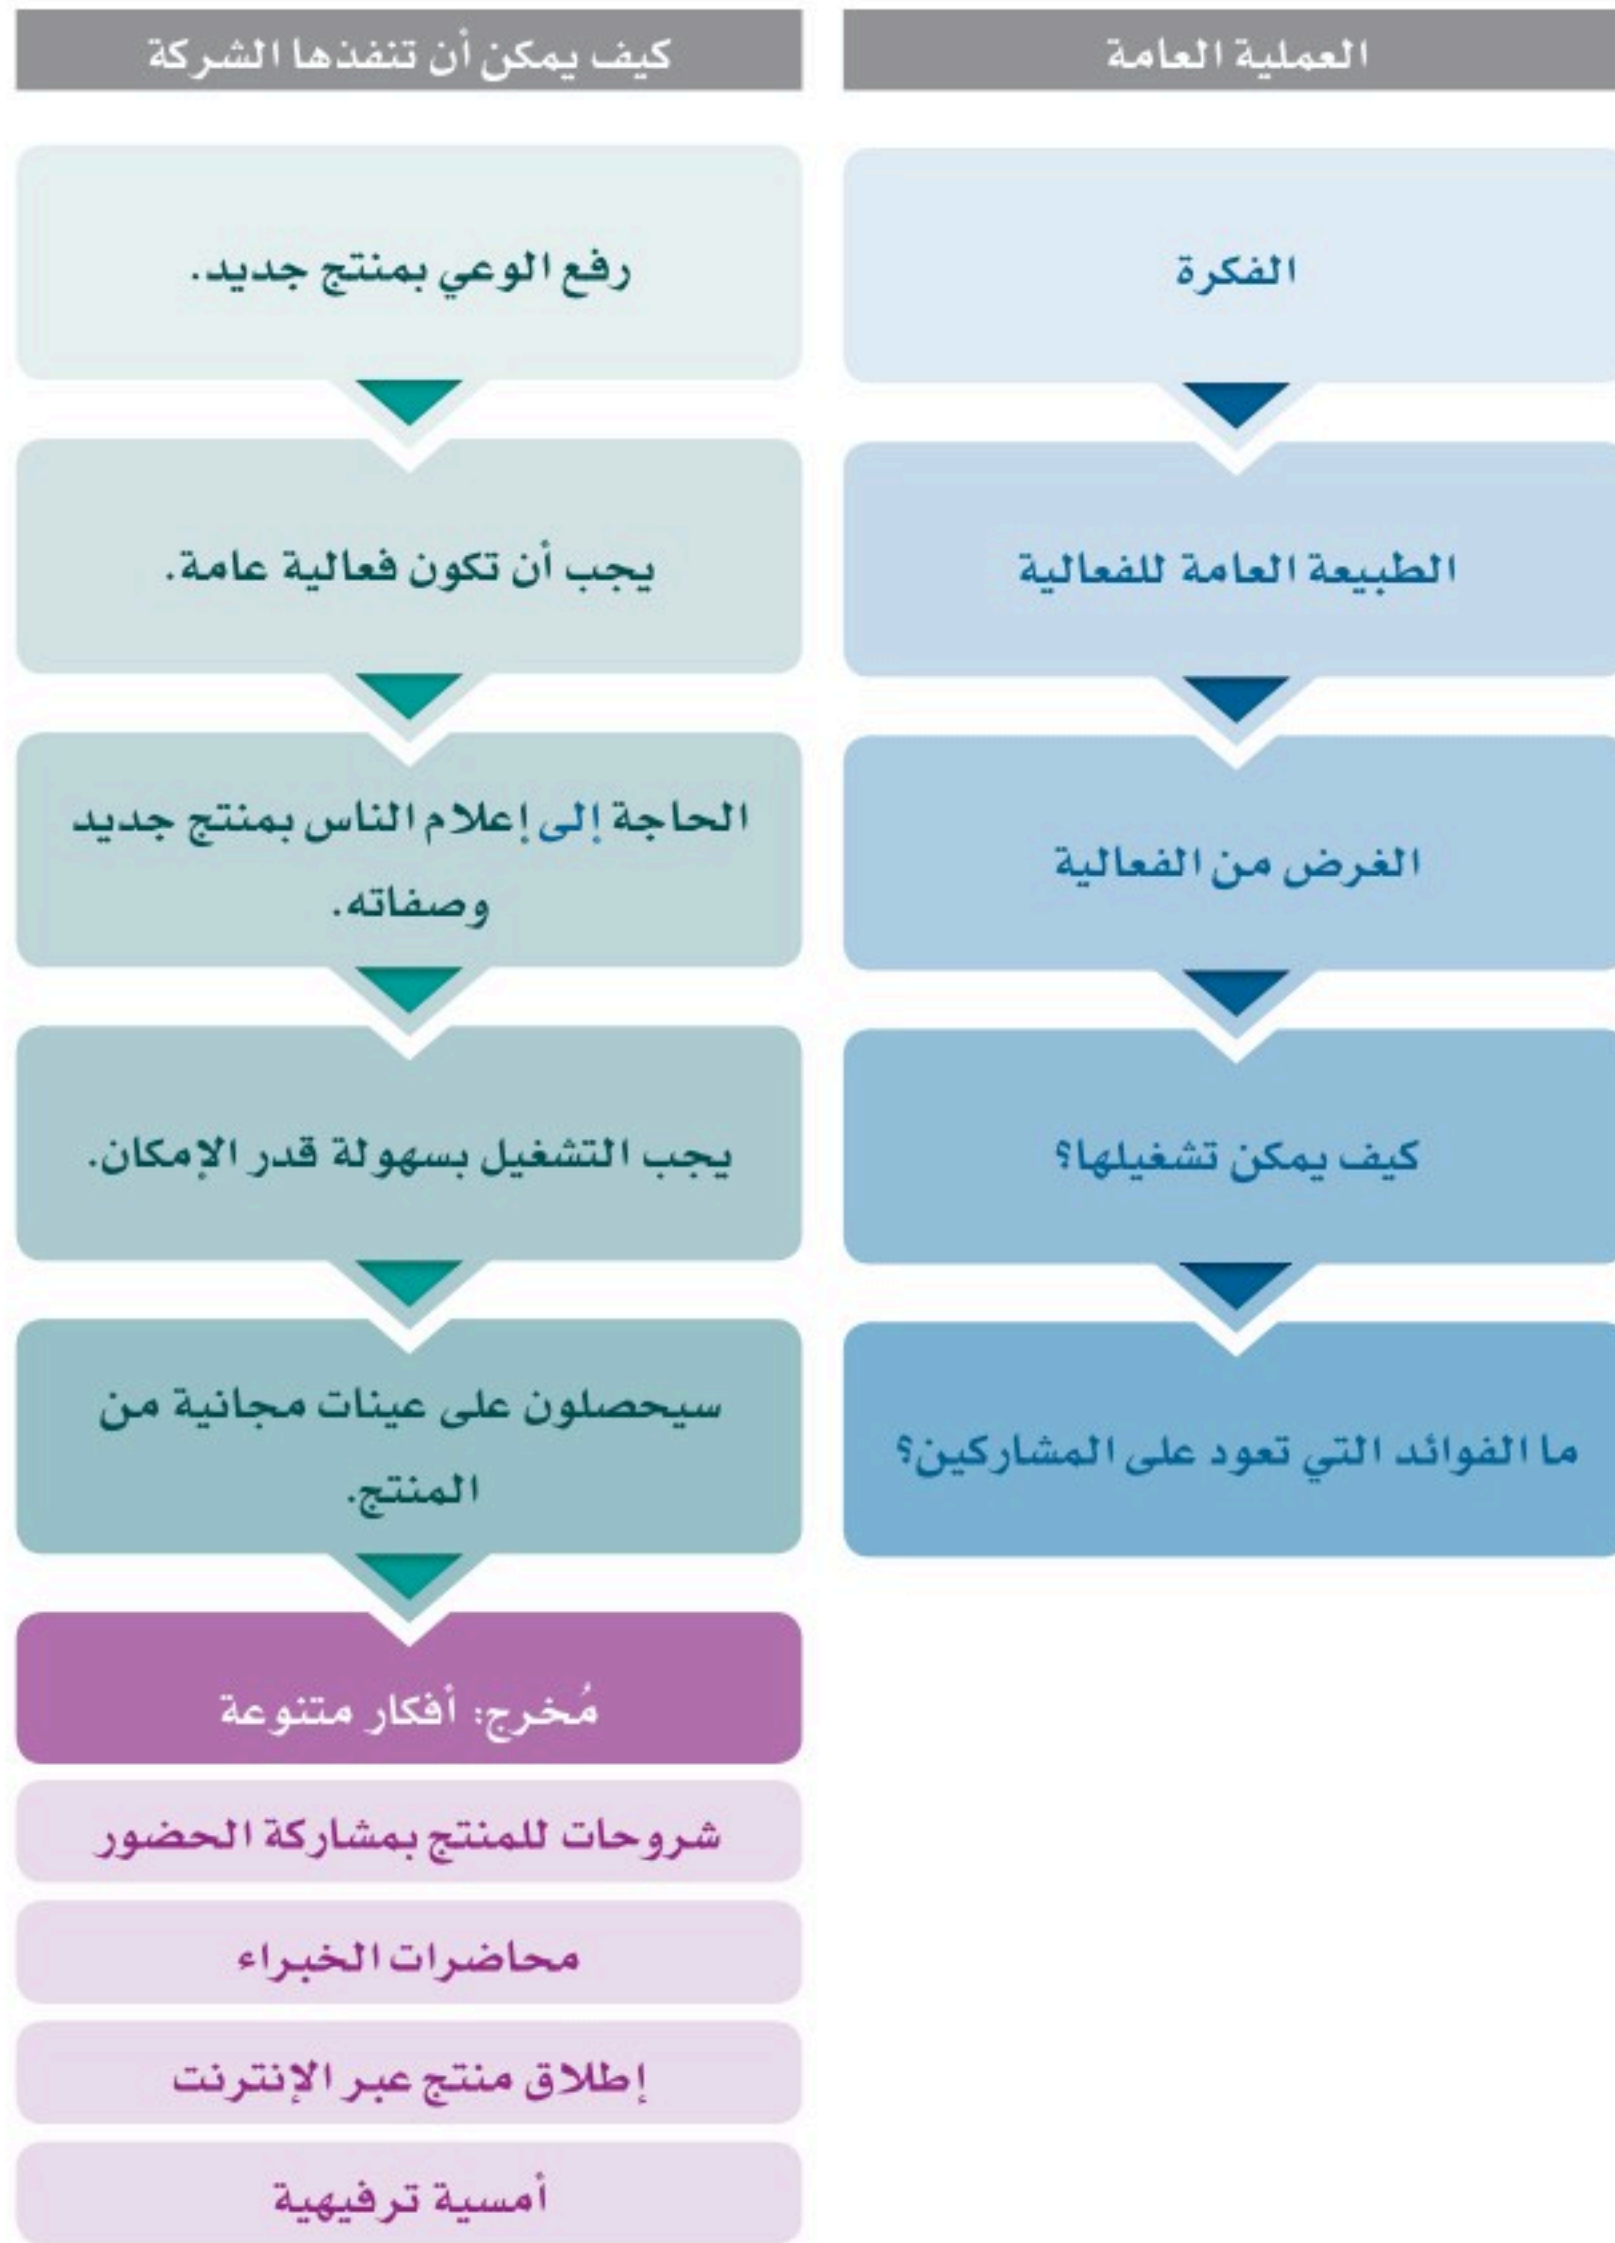 العملية العامة
الفكرة
الطبيعة العامة للفعالية
الغرض من الفعالية
كيف يمكن تشغيلها؟
ما الفوائد التي تعود على المشاركين؟
كيف يمكن أن تنفذها الشركة
رفع الوعي بمنتج جديد.
يجب أن تكون فعالية عامة.
الحاجة إلى إعلام الناس بمنتج جديد
وصفاته.
يجب التشغيل بسهولة قدر الإمكان.
سيحصلون على عينات مجانية من
المنتج.
مُخرج: أفكار متنوعة
شروحات للمنتج بمشاركة الحضور
محاضرات الخبراء
إطلاق منتج عبر الإنترنت
أمسية ترفيهية